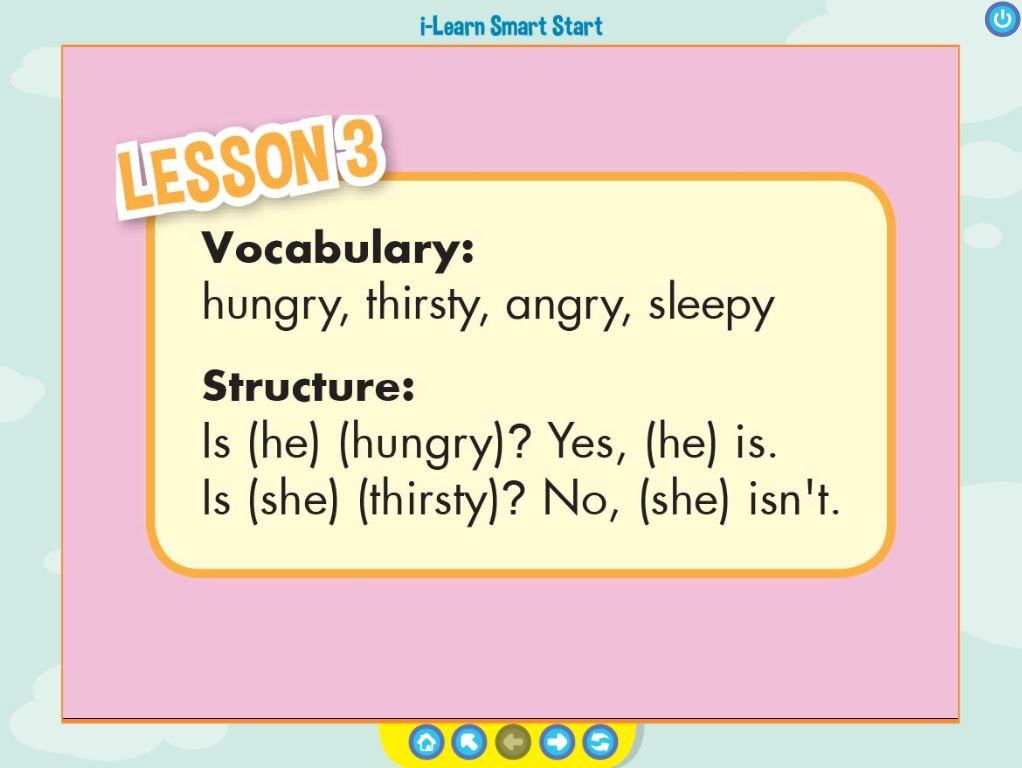 i-Learn Smart Start
LESSON 3
Vocabulary:
hungry, thirsty, angry, sleepy
Structure:
Is (he) (hungry)? Yes, (he) is.
Is (she) (thirsty)? No, (she) isn't.